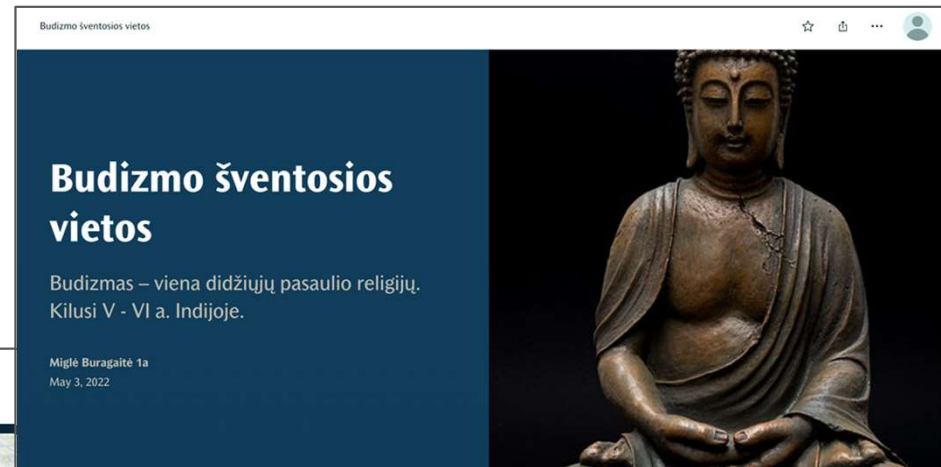 Budizmo šventosios vietos
Budizmo šventosios
vietos
Budizmas – viena didžiųjų pasaulio religijų.
Kilusi V - VI a. Indijoje.
Miglė Buragaitė 1a
May 3, 2022